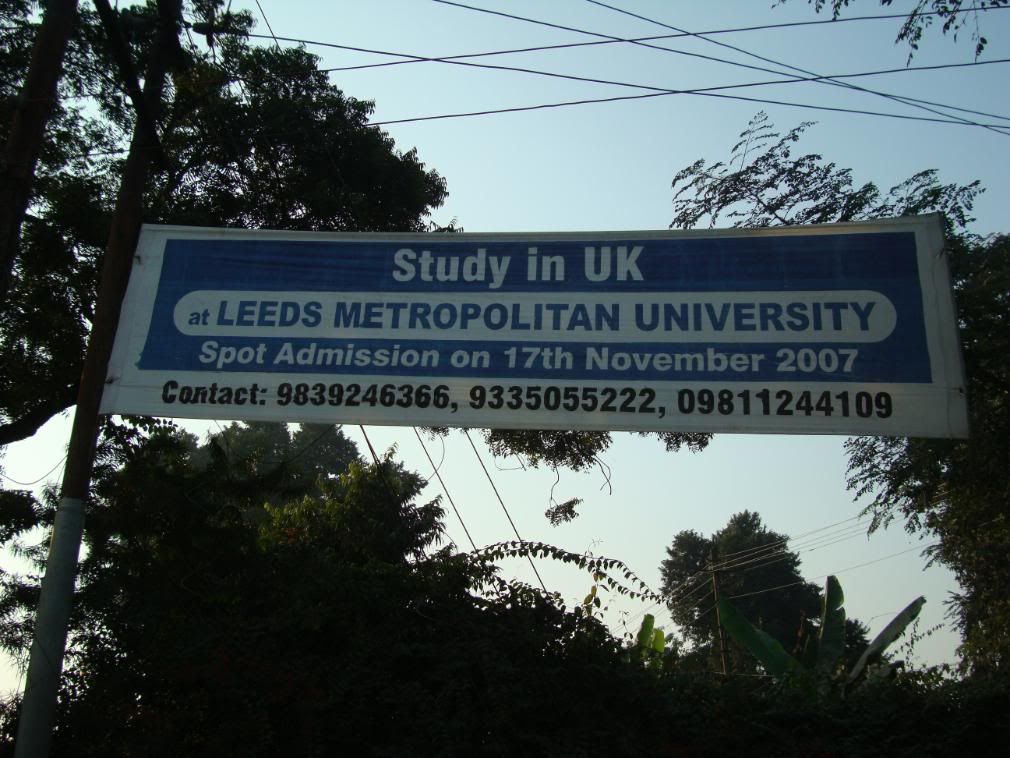 Study in UK
at LEEDS METROPOLITAN UNIVERSITY
Spot Admission on 17th November 2007
Contact: 9839246366, 9335055222, 09811244109